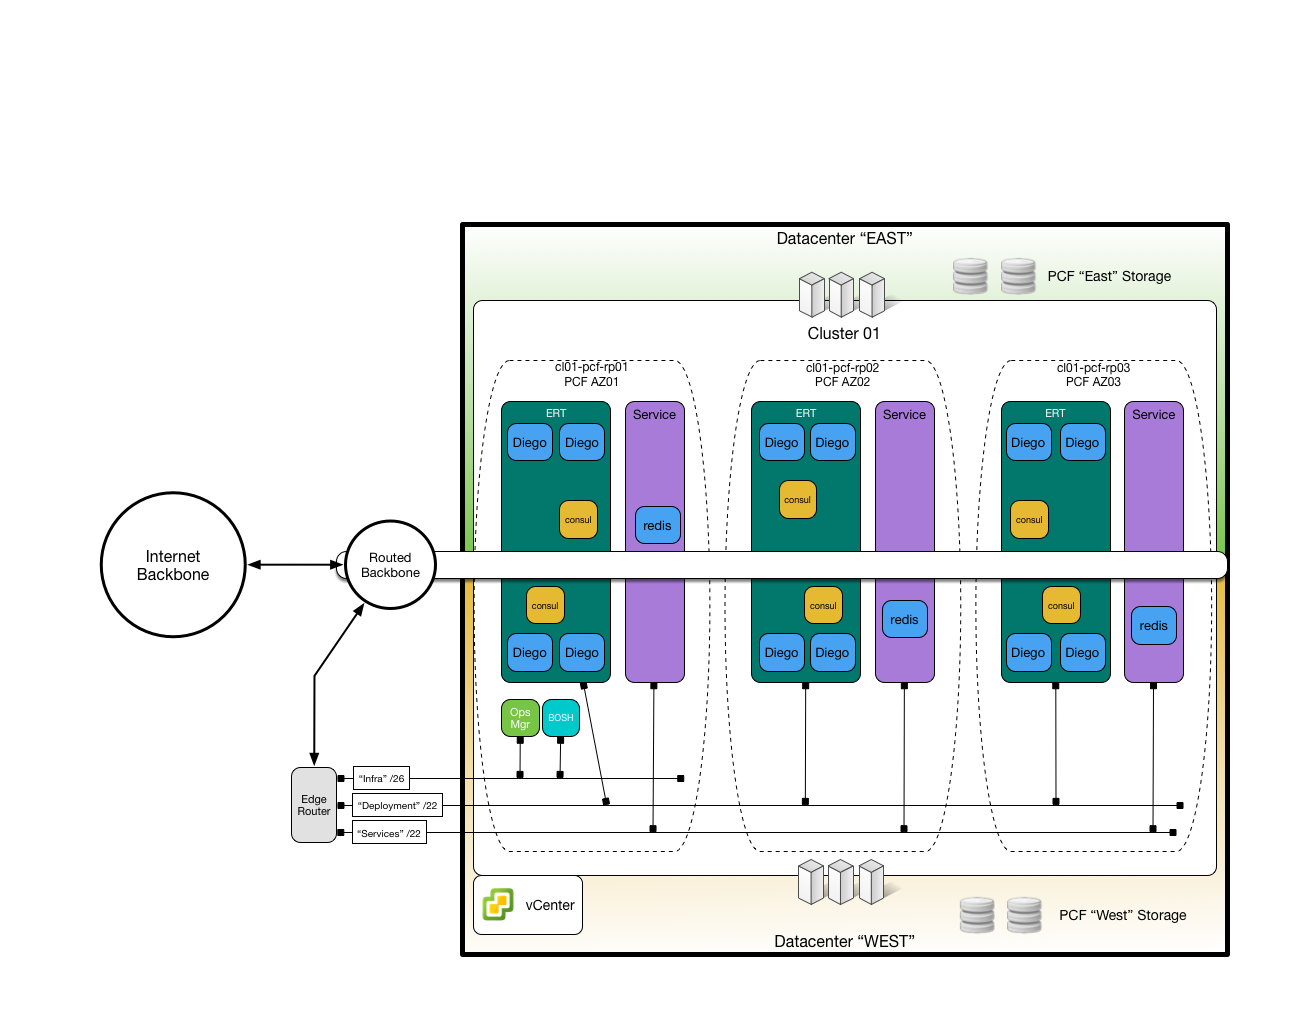 Datacenter “EAST”
PCF “East” Storage
Cluster 01
cl01-pcf-rp01
PCF AZ01
ERT
Service
Diego
Diego
consul
redis
consul
Diego
Diego
Ops
Mgr
BOSH
cl01-pcf-rp02
PCF AZ02
ERT
Service
Diego
Diego
consul
consul
redis
Diego
Diego
cl01-pcf-rp03
PCF AZ03
ERT
Service
Diego
Diego
consul
consul
redis
Diego
Diego
Internet
Backbone
Routed
Backbone
Edge
Router
“Infra” /26
“Deployment” /22
“Services” /22
vCenter
PCF “West” Storage
Datacenter “WEST”